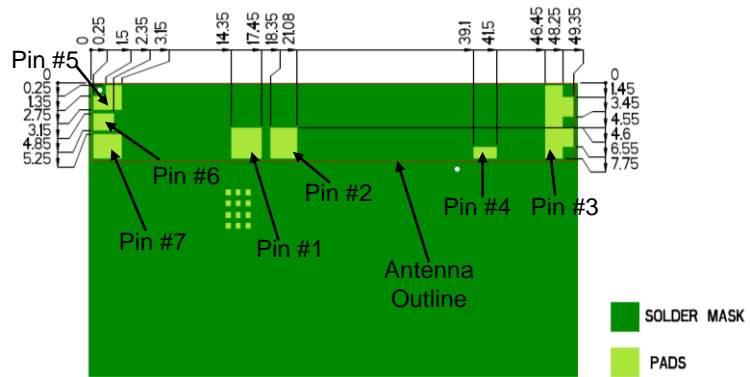 0
0.25
1.5
2.35
3.15
14.35
17.45
18.35
21.08
39.1
41.5
46.45
48.25
49.35
Pin #5
0
0.25
1.35
2.75
3.15
4.85
5.25
0
1.45
3.45
4.55
4.6
6.55
7.75
Pin #6
Pin #7
Pin #1
Pin #2
Pin #4
Pin #3
Antenna
Outline
SOLDER MASK
PADS